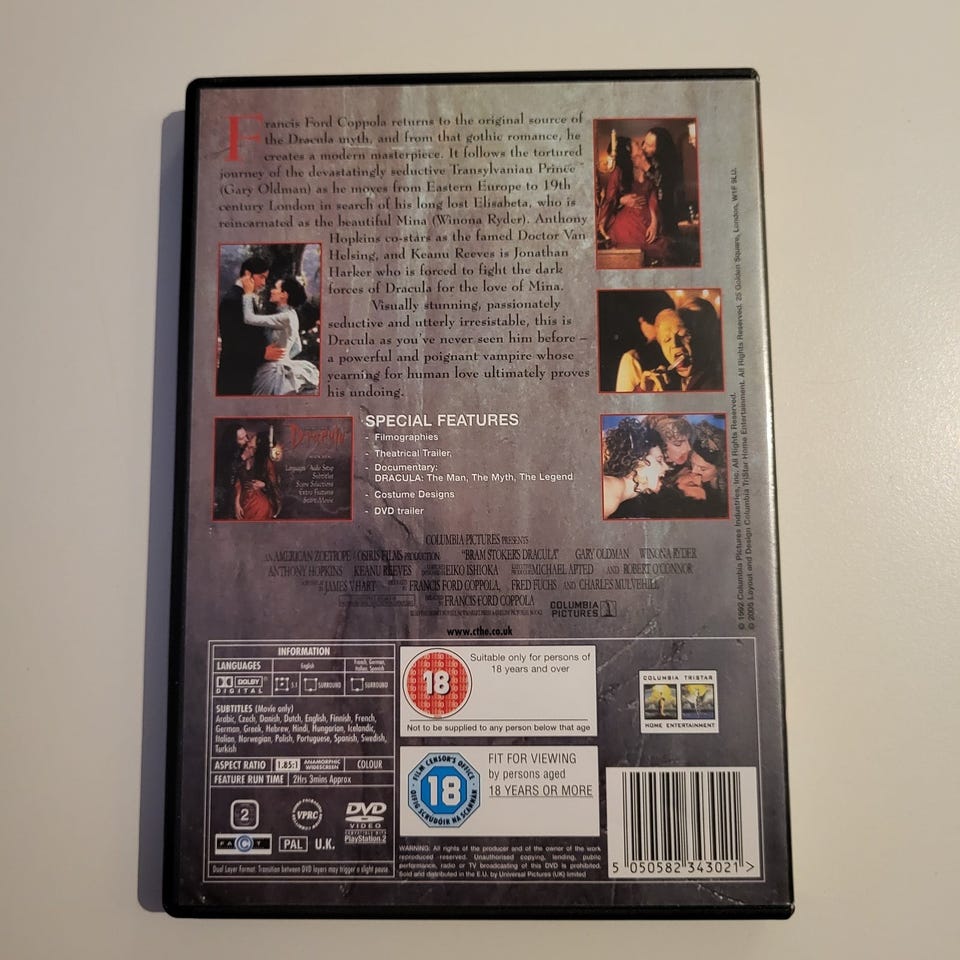 Francis Ford Coppola returns to the original source of
the Dracula myth, and from that gothic romance, he
creates a modern masterpiece. It follows the tortured
journey of the devastatingly seductive Transylvanian Prince
(Gary Oldman) as he moves from Eastern Europe to 19th
century London in search of his long lost Elisabeta, who is
reincarnated as the beautiful Mina (Winona Ryder). Anthony
Hopkins co-stars as the famed Doctor Van
Helsing, and Keanu Reeves is Jonathan
Harker who is forced to fight the dark
forces of Dracula for the love of Mina.
Visually stunning, passionately
seductive and utterly irresistable, this is
Dracula as you've never seen him before –
a powerful and poignant vampire whose
yearning for human love ultimately proves
his undoing.
Languages Audio Setup
Subtitles
Scene Selections
Extra Features
SPECIAL FEATURES
- Filmographies
- Theatrical Trailer,
- Documentary:
DRACULA: The Man, The Myth, The Legend
- Costume Designs
- DVD trailer
COLUMBIA PICTURES PRESENTS
AN AMERICAN ZOETROPE / OSIRIS FILMS PRODUCTION "BRAM STOKER'S DRACULA" GARY OLDMAN WINONA RYDER
ANTHONY HOPKINS KEANU REEVES EIKO ISHIOKA MICHAEL APTED AND ROBERT O'CONNOR
JAMES V. HART FRANCIS FORD COPPOLA, FRED FUCHS AND CHARLES MULVEHILL
FRANCIS FORD COPPOLA
COLUMBIA
PICTURES
www.cthe.co.uk
© 1992 Columbia Pictures Industries, Inc. All Rights Reserved.
© 2005 Layout and Design Columbia TriStar Home Entertainment. All Rights Reserved. 25 Golden Square, London, W1F 9LU.
INFORMATION
LANGUAGES
English
French, German,
Italian, Spanish
DOLBY
DIGITAL
5.1
SURROUND
SURROUND
SUBTITLES (Movie only)
Arabic, Czech, Danish, Dutch, English, Finnish, French,
German, Greek, Hebrew, Hindi, Hungarian, Icelandic,
Italian, Norwegian, Polish, Portuguese, Spanish, Swedish,
Turkish
ASPECT RATIO 1.85:1 ANAMORPHIC WIDESCREEN COLOUR
FEATURE RUN TIME 2Hrs 3mins Approx
2
VPRC
DVD
VIDEO
COMPATIBLE WITH
PlayStation.2
FACT
PAL U.K.
Dual Layer Format. Transition between DVD layers may trigger a slight pause.
18
Suitable only for persons of
18 years and over
Not to be supplied to any person below that age
FILM CENSOR'S OFFICE
18
OIFIG SCRÚDÓIR NA SCANNÁN
FIT FOR VIEWING
by persons aged
18 YEARS OR MORE
WARNING: All rights of the producer and of the owner of the work
reproduced reserved. Unauthorised copying, lending, public
performance, radio or TV broadcasting of this DVD is prohibited.
Sold and distributed in the E.U. by Universal Pictures (UK) limited
COLUMBIA TRISTAR
HOME ENTERTAINMENT
5 050582 343021 >